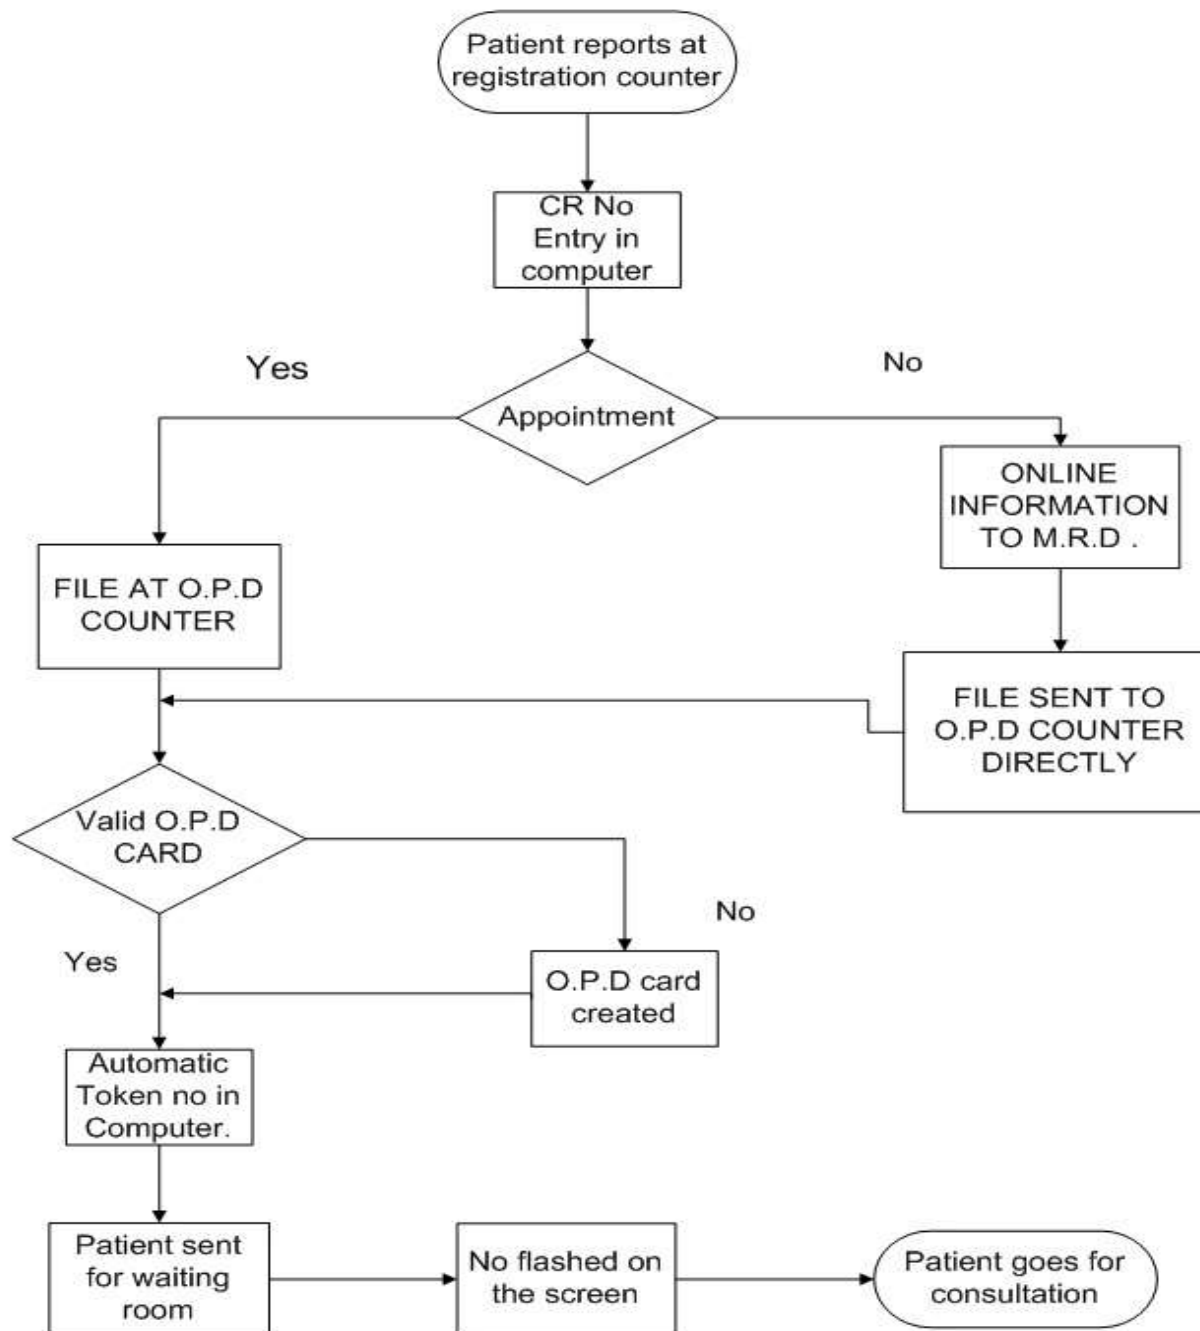 Patient reports at
registration counter
CR No
Entry in
computer
Yes
No
Appointment
ONLINE
INFORMATION
TO M.R.D .
FILE AT O.P.D
COUNTER
FILE SENT TO
O.P.D COUNTER
DIRECTLY
Valid O.P.D
CARD
No
Yes
O.P.D card
created
Automatic
Token no in
Computer.
Patient sent
for waiting
room
No flashed on
the screen
Patient goes for
consultation